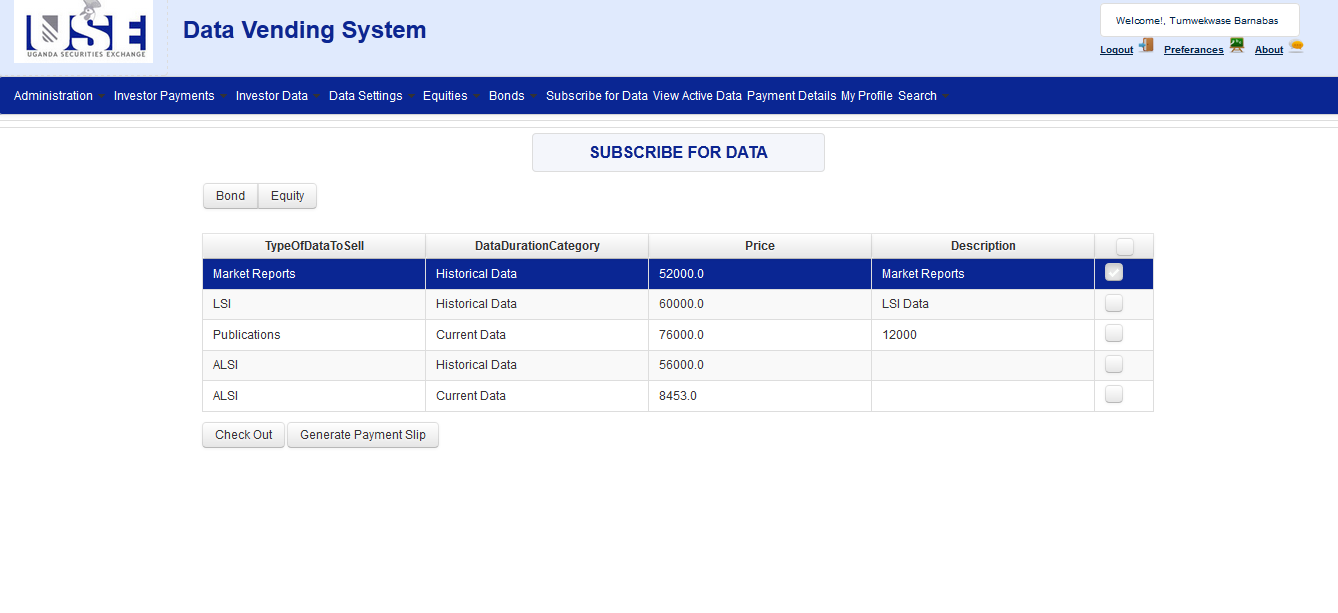 USE
UGANDA SECURITIES EXCHANGE
Data Vending System
Welcome!, Tumwekwase Barnabas
Logout Preferances About
Administration Investor Payments Investor Data Data Settings Equities Bonds Subscribe for Data View Active Data Payment Details My Profile Search
SUBSCRIBE FOR DATA
Bond Equity
TypeOfDataToSell DataDurationCategory Price Description
Market Reports Historical Data 52000.0 Market Reports
LSI Historical Data 60000.0 LSI Data
Publications Current Data 76000.0 12000
ALSI Historical Data 56000.0
ALSI Current Data 8453.0
Check Out Generate Payment Slip